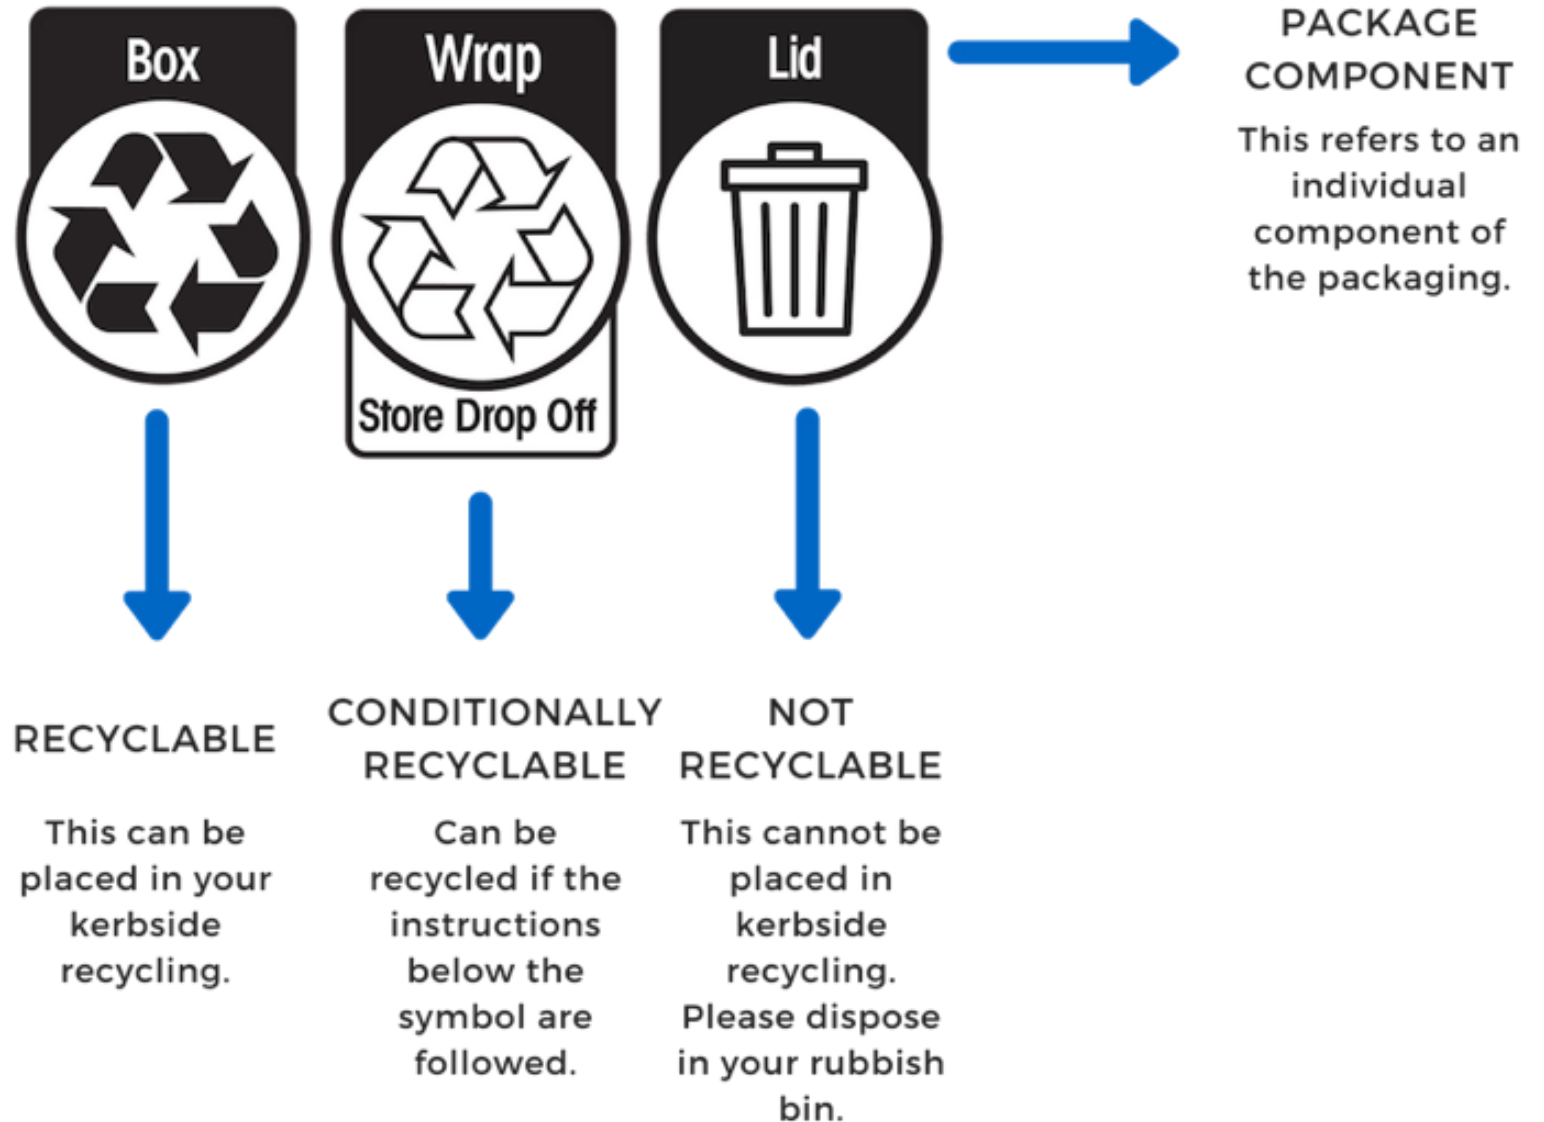 Box
Wrap
Store Drop Off
Lid
PACKAGE
COMPONENT
This refers to an
individual
component of
the packaging.
RECYCLABLE
This can be
placed in your
kerbside
recycling.
CONDITIONALLY
RECYCLABLE
Can be
recycled if the
instructions
below the
symbol are
followed.
NOT
RECYCLABLE
This cannot be
placed in
kerbside
recycling.
Please dispose
in your rubbish
bin.